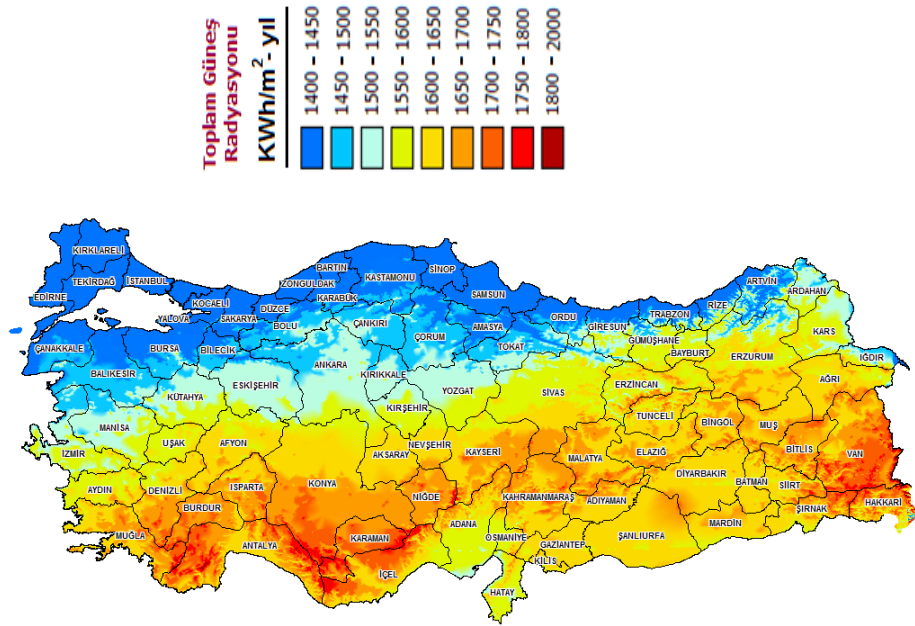 Toplam Güneş
Radyasyonu
KWh/m²- yıl
1400 - 1450
1450 - 1500
1500 - 1550
1550 - 1600
1600 - 1650
1650 - 1700
1700 - 1750
1750 - 1800
1800 - 2000
KIRKLARELİ
TEKİRDAĞ
İSTANBUL
EDİRNE
KOCAELİ
YALOVA
SAKARYA
DÜZCE
ZONGULDAK
BARTIN
KARABÜK
KASTAMONU
SİNOP
SAMSUN
BOLU
ÇANKIRI
ÇORUM
AMASYA
TOKAT
ORDU
GİRESUN
TRABZON
RİZE
ARTVİN
ARDAHAN
GÜMÜŞHANE
BAYBURT
ERZURUM
KARS
IĞDIR
AĞRI
ÇANAKKALE
BURSA
BİLECİK
BALIKESİR
KÜTAHYA
ESKİŞEHİR
ANKARA
KIRIKKALE
KIRŞEHİR
YOZGAT
SİVAS
ERZİNCAN
TUNCELİ
BİNGÖL
MUŞ
BİTLİS
VAN
MANİSA
İZMİR
UŞAK
AFYON
AKSARAY
NEVŞEHİR
KAYSERİ
MALATYA
ELAZIĞ
DİYARBAKIR
BATMAN
SİİRT
ŞIRNAK
HAKKARİ
AYDIN
DENİZLİ
ISPARTA
BURDUR
KONYA
NİĞDE
KAHRAMANMARAŞ
ADIYAMAN
MARDİN
ŞANLIURFA
MUĞLA
ANTALYA
KARAMAN
İÇEL
ADANA
OSMANİYE
GAZİANTEP
KİLİS
HATAY